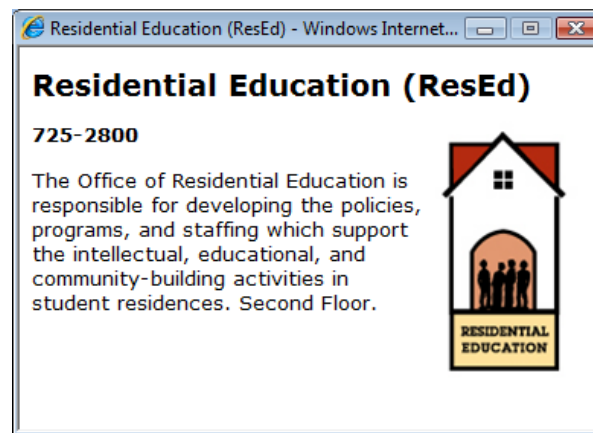 Residential Education (ResEd) - Windows Internet...
Residential Education (ResEd)
725-2800
The Office of Residential Education is
responsible for developing the policies,
programs, and staffing which support
the intellectual, educational, and
community-building activities in
student residences. Second Floor.
RESIDENTIAL
EDUCATION